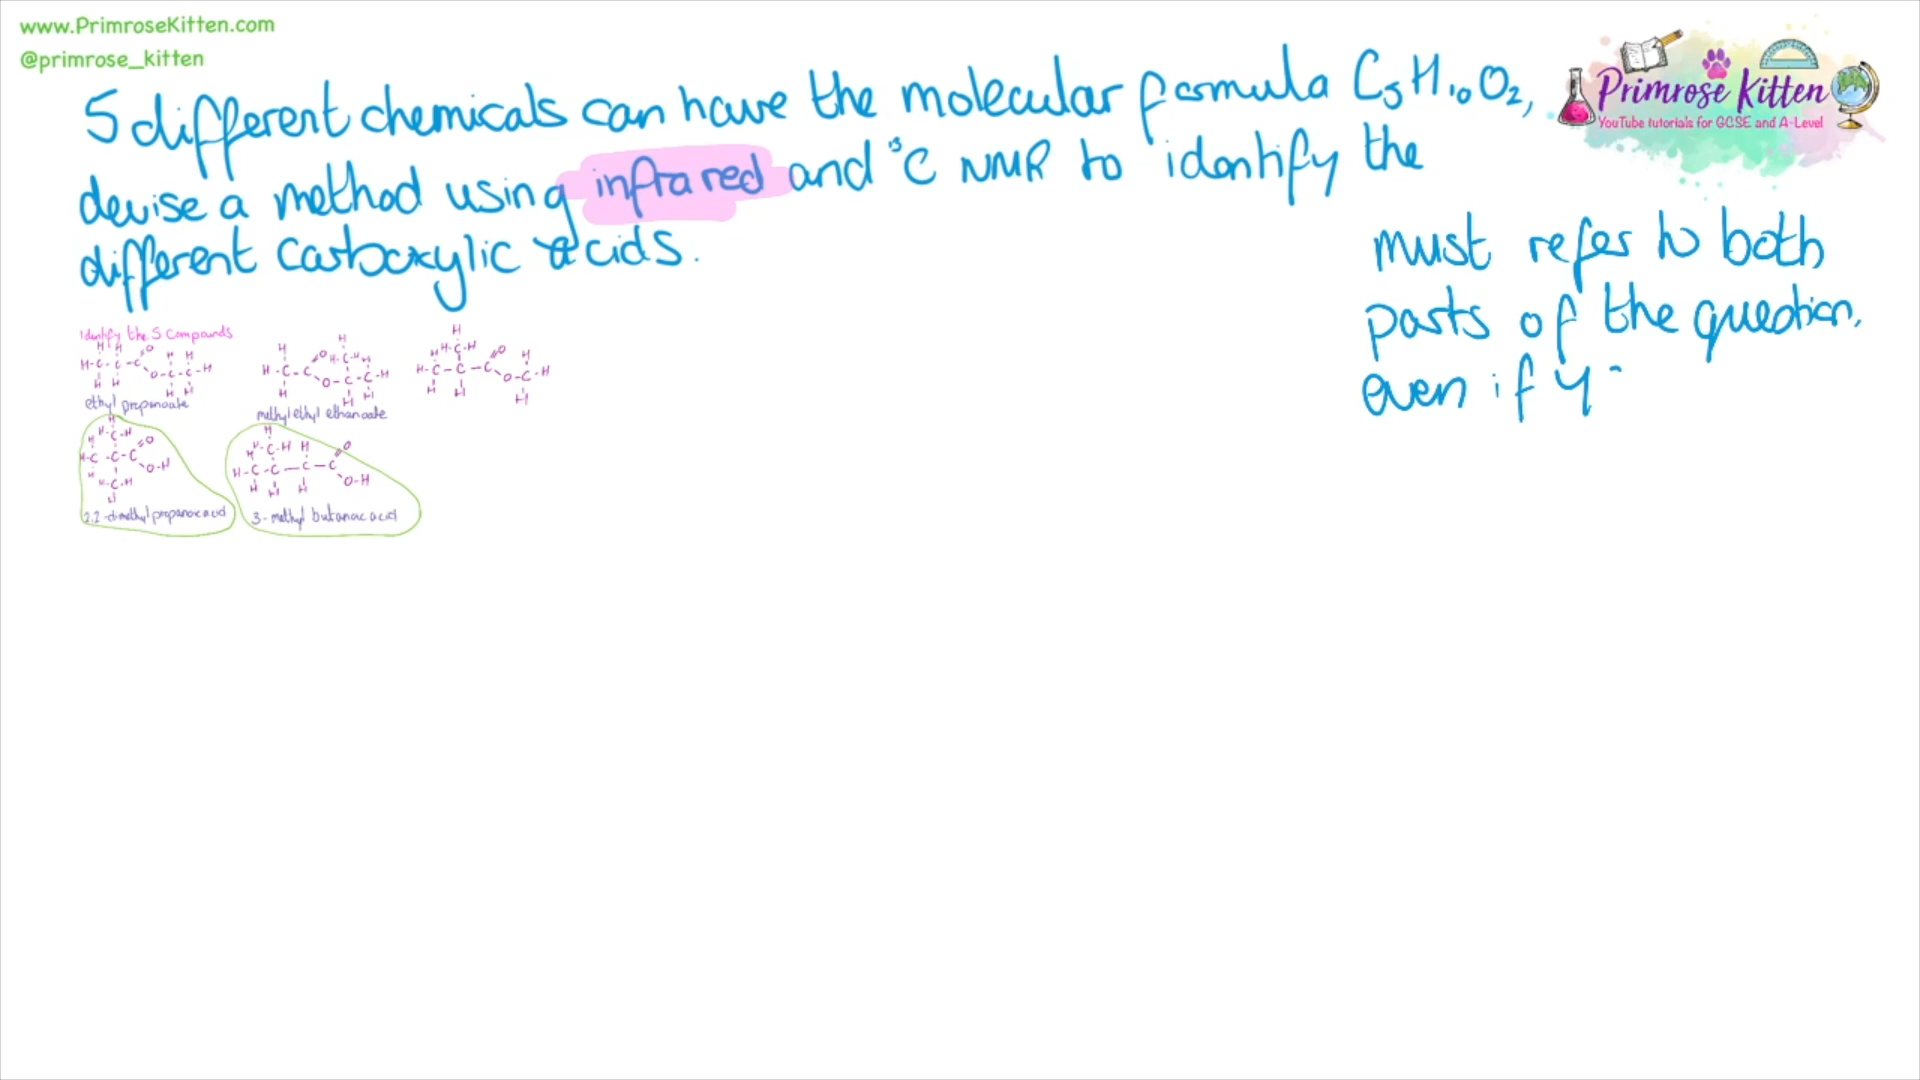 www.PrimroseKitten.com
@primrose_kitten
5 different chemicals can have the molecular formula C₅H₁₀O₂,
devise a method using infrared and ¹³C NMR to identify the
different carboxylic acids.
Primrose Kitten
YouTube tutorials for GCSE and A-Level
must refer to both
parts of the question,
even if y
Identify the 5 compounds
ethyl propanoate
methyl ethyl ethanoate
2,2-dimethyl propanoic acid
3-methyl butanoic acid